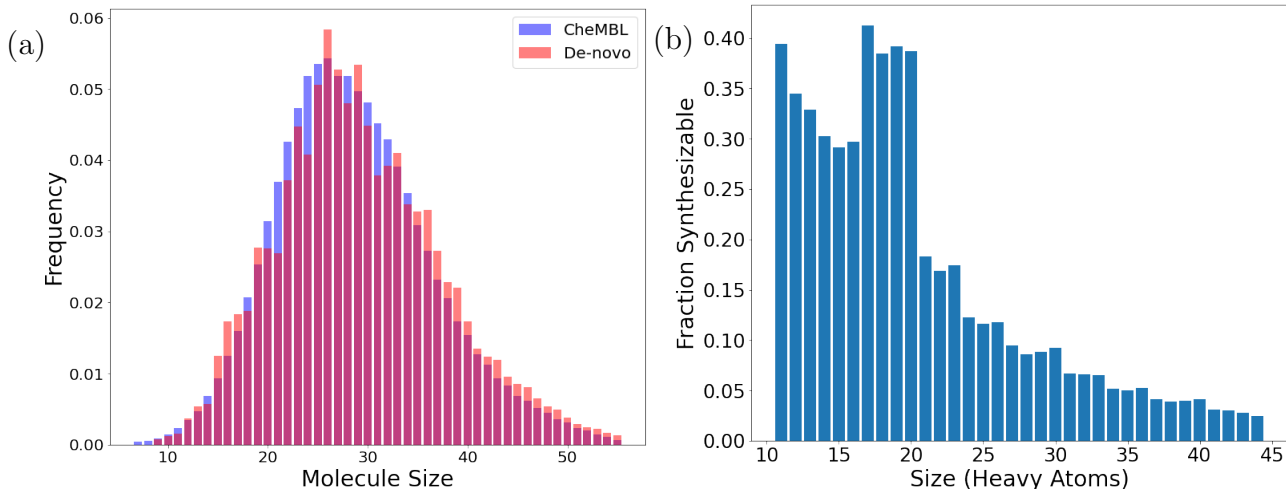 (a)
CheMBL
De-novo
Frequency
0.06
0.05
0.04
0.03
0.02
0.01
0.00
10 20 30 40 50
Molecule Size
(b)
Fraction Synthesizable
0.40
0.35
0.30
0.25
0.20
0.15
0.10
0.05
0.00
10 15 20 25 30 35 40 45
Size (Heavy Atoms)